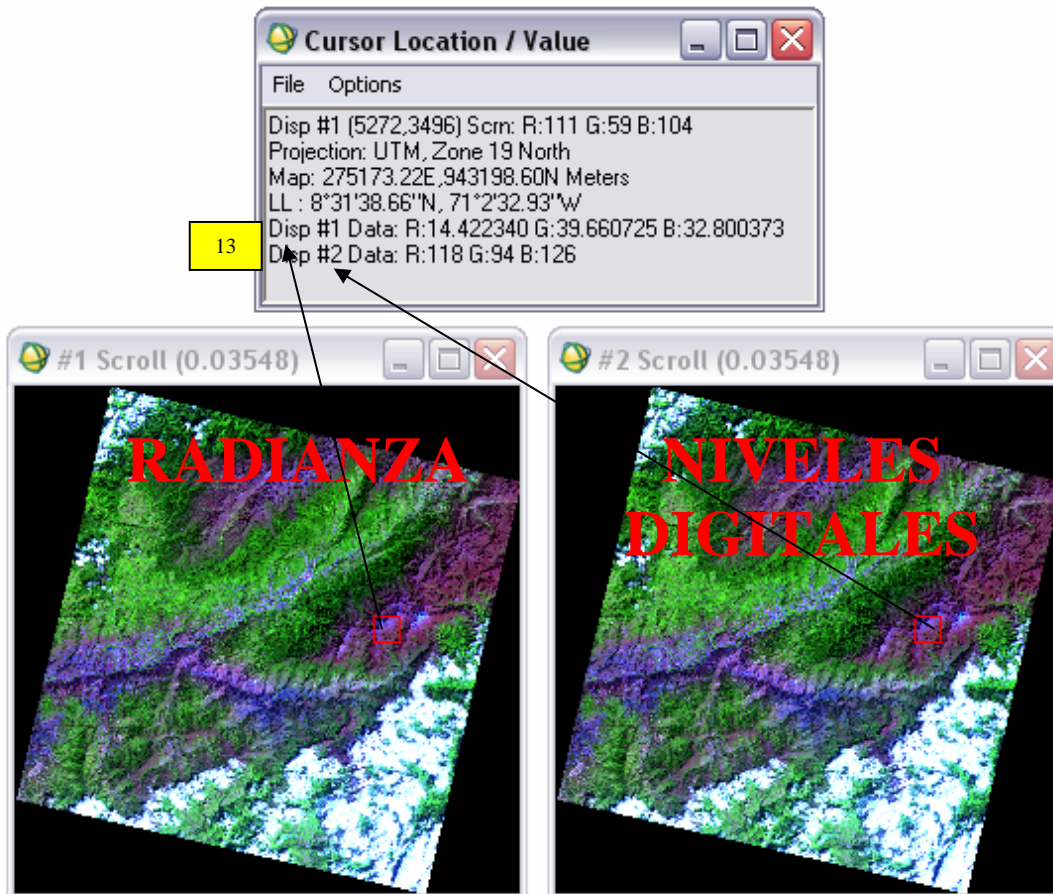 Cursor Location / Value
File Options
Disp #1 (5272,3496) Scrn: R:111 G:59 B:104
Projection: UTM, Zone 19 North
Map: 275173.22E,943198.60N Meters
LL : 8°31'38.66"N, 71°2'32.93"W
Disp #1 Data: R:14.422340 G:39.660725 B:32.800373
13
Disp #2 Data: R:118 G:94 B:126
#1 Scroll (0.03548)
RADIANZA
#2 Scroll (0.03548)
NIVELES
DIGITALES